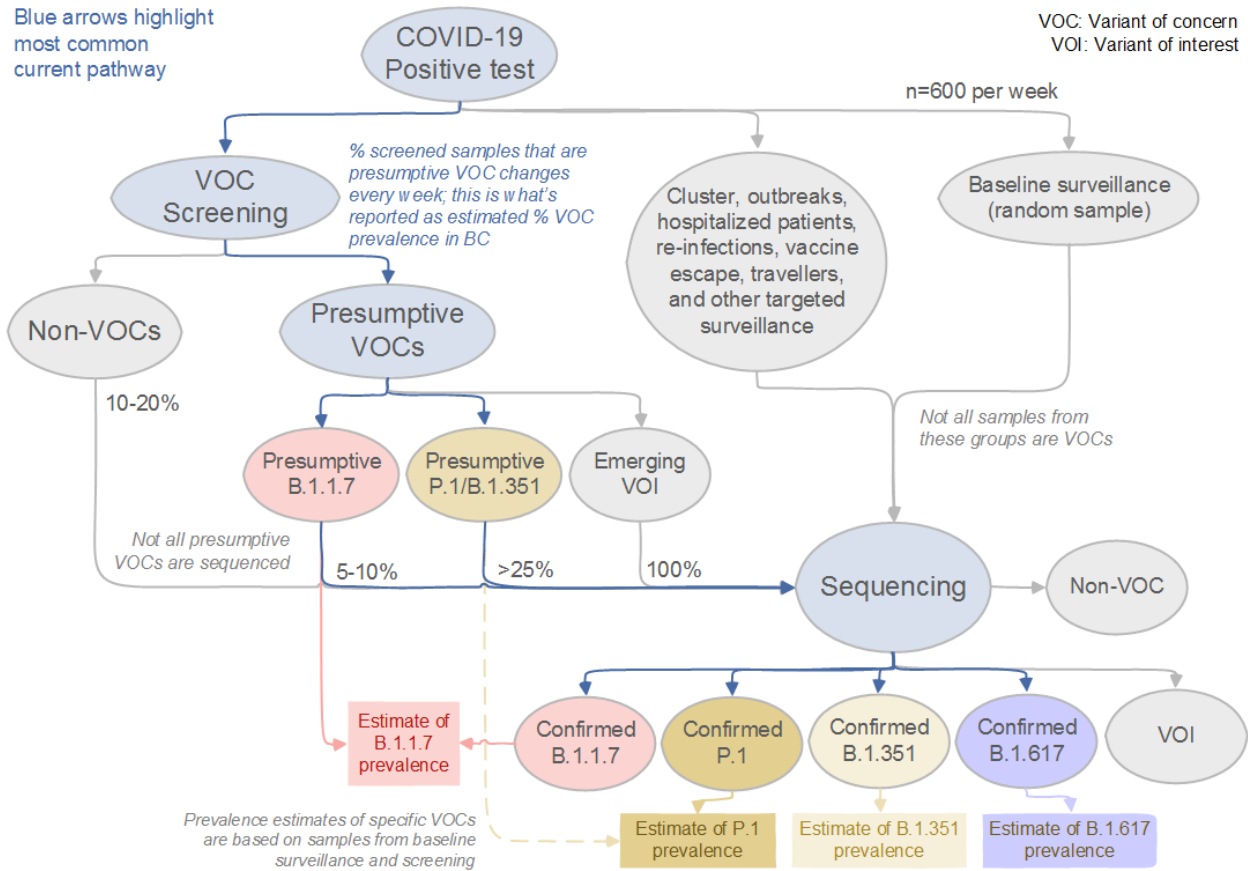 Blue arrows highlight
most common
current pathway
COVID-19
Positive test
VOC: Variant of concern
VOI: Variant of interest
n=600 per week
% screened samples that are
presumptive VOC changes
every week; this is what's
reported as estimated % VOC
prevalence in BC
VOC
Screening
Cluster, outbreaks,
hospitalized patients,
re-infections, vaccine
escape, travellers,
and other targeted
surveillance
Baseline surveillance
(random sample)
Non-VOCs
Presumptive
VOCs
10-20%
Not all samples from
these groups are VOCs
Presumptive
B.1.1.7
Presumptive
P.1/B.1.351
Emerging
VOI
Not all presumptive
VOCs are sequenced
5-10%
>25%
100%
Sequencing
Non-VOC
Estimate of
B.1.1.7
prevalence
Confirmed
B.1.1.7
Confirmed
P.1
Confirmed
B.1.351
Confirmed
B.1.617
VOI
Prevalence estimates of specific VOCs
are based on samples from baseline
surveillance and screening
Estimate of P.1
prevalence
Estimate of B.1.351
prevalence
Estimate of B.1.617
prevalence